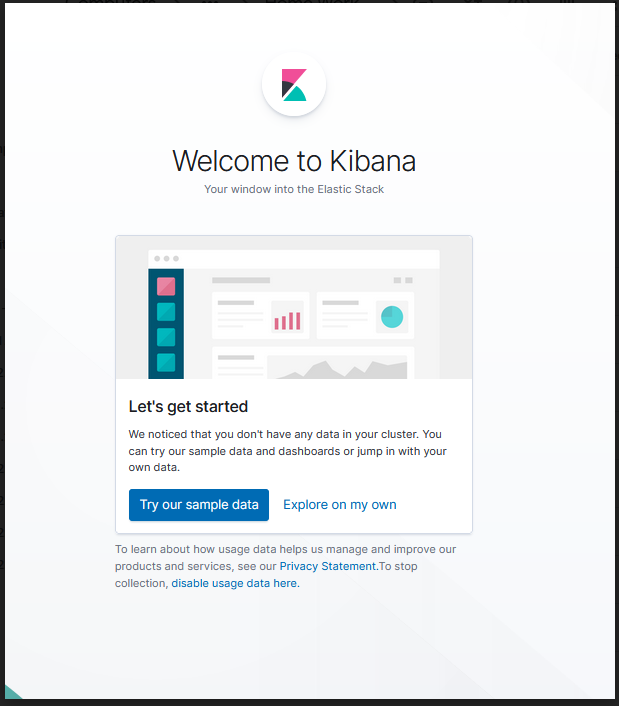 Welcome to Kibana
Your window into the Elastic Stack
Let's get started
We noticed that you don't have any data in your cluster. You
can try our sample data and dashboards or jump in with your
own data.
Try our sample data
Explore on my own
To learn about how usage data helps us manage and improve our
products and services, see our Privacy Statement.To stop
collection, disable usage data here.